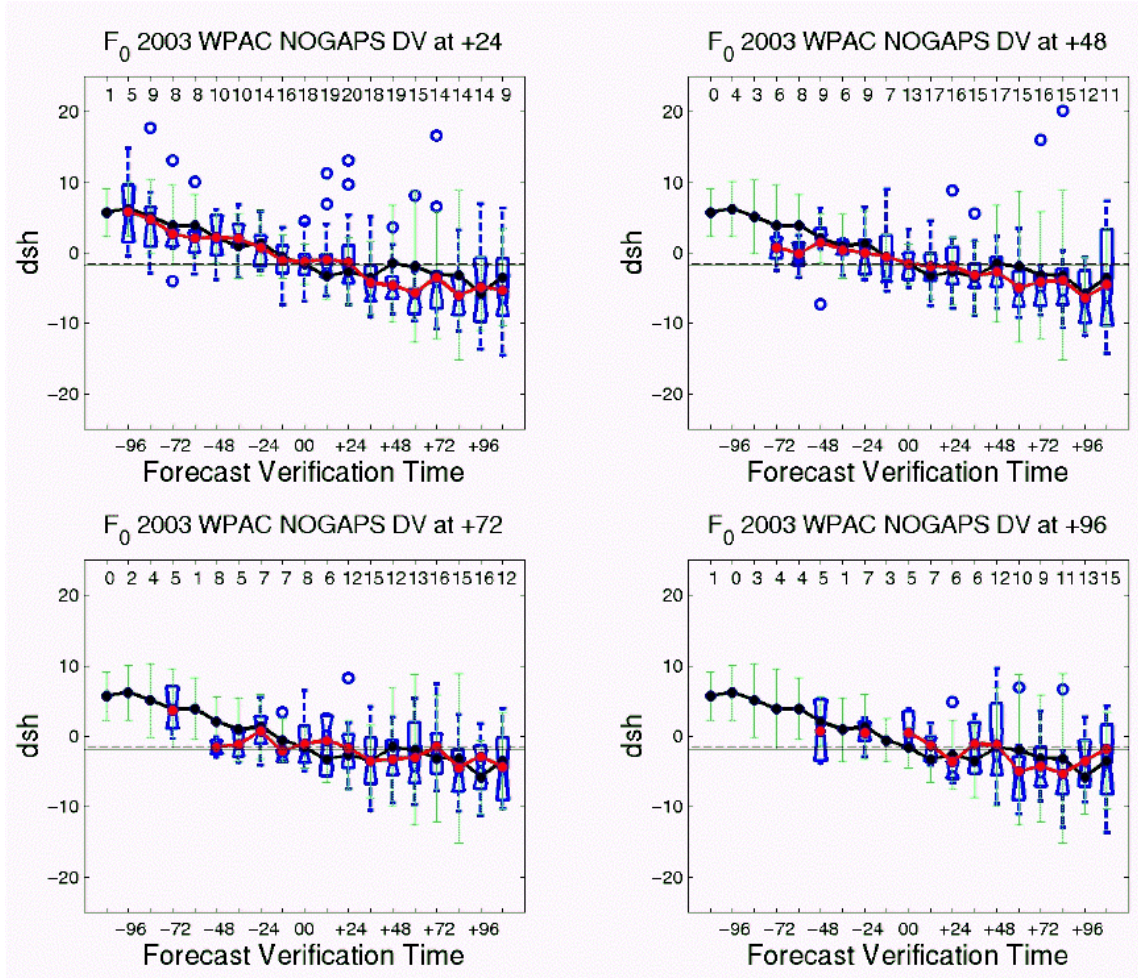 F0 2003 WPAC NOGAPS DV at +24
1 5 9 8 8 10 10 14 16 18 19 20 18 19 15 14 14 14 9
20
10
0
−10
−20
dsh
−96 −72 −48 −24 00 +24 +48 +72 +96
Forecast Verification Time
F0 2003 WPAC NOGAPS DV at +48
0 4 3 6 8 9 6 9 7 13 17 16 15 17 15 16 15 12 11
20
10
0
−10
−20
dsh
−96 −72 −48 −24 00 +24 +48 +72 +96
Forecast Verification Time
F0 2003 WPAC NOGAPS DV at +72
0 2 4 5 1 8 5 7 7 8 6 12 15 12 13 16 15 16 12
20
10
0
−10
−20
dsh
−96 −72 −48 −24 00 +24 +48 +72 +96
Forecast Verification Time
F0 2003 WPAC NOGAPS DV at +96
1 0 3 4 4 5 1 7 3 5 7 6 6 12 10 9 11 13 15
20
10
0
−10
−20
dsh
−96 −72 −48 −24 00 +24 +48 +72 +96
Forecast Verification Time